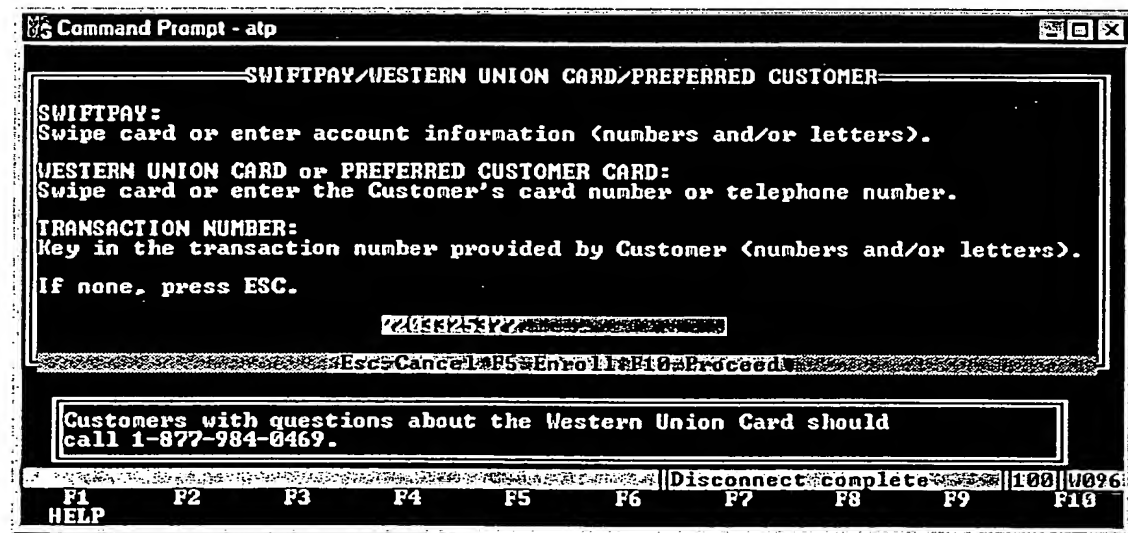 Command Prompt - atp
SWIFTPAY/WESTERN UNION CARD/PREFERRED CUSTOMER
SWIFTPAY:
Swipe card or enter account information (numbers and/or letters).
WESTERN UNION CARD or PREFERRED CUSTOMER CARD:
Swipe card or enter the Customer's card number or telephone number.
TRANSACTION NUMBER:
Key in the transaction number provided by Customer (numbers and/or letters).
If none, press ESC.
Esc=Cancel F5=Enroll F10=Proceed
Customers with questions about the Western Union Card should
call 1-877-984-0469.
Disconnect complete 100 W096
F1 F2 F3 F4 F5 F6 F7 F8 F9 F10
HELP